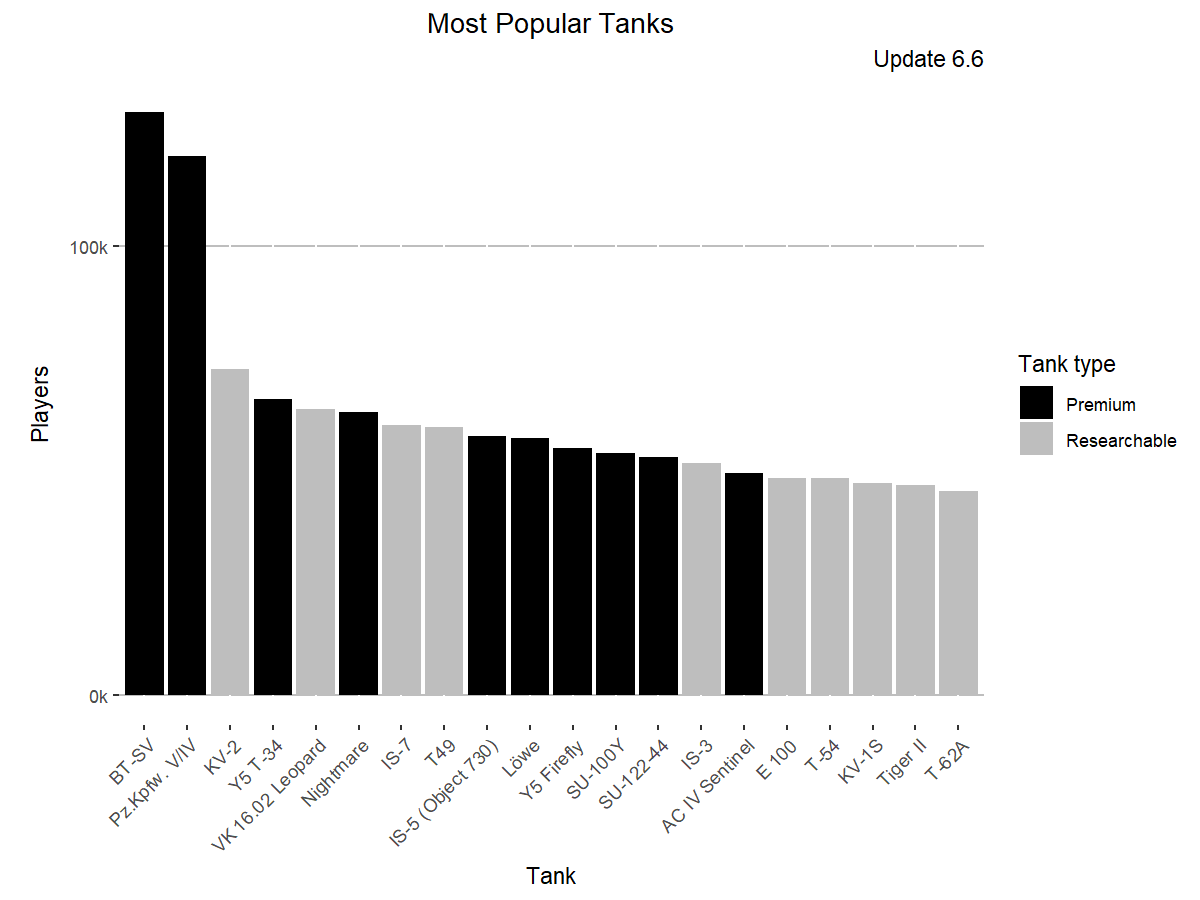 Most Popular Tanks
Update 6.6
Players
100k
0k
BT-SV
Pz.Kpfw. V/IV
KV-2
Y5 T-34
VK 16.02 Leopard
Nightmare
IS-7
T49
IS-5 (Object 730)
Löwe
Y5 Firefly
SU-100Y
SU-122-44
IS-3
AC IV Sentinel
E 100
T-54
KV-1S
Tiger II
T-62A
Tank
Tank type
Premium
Researchable